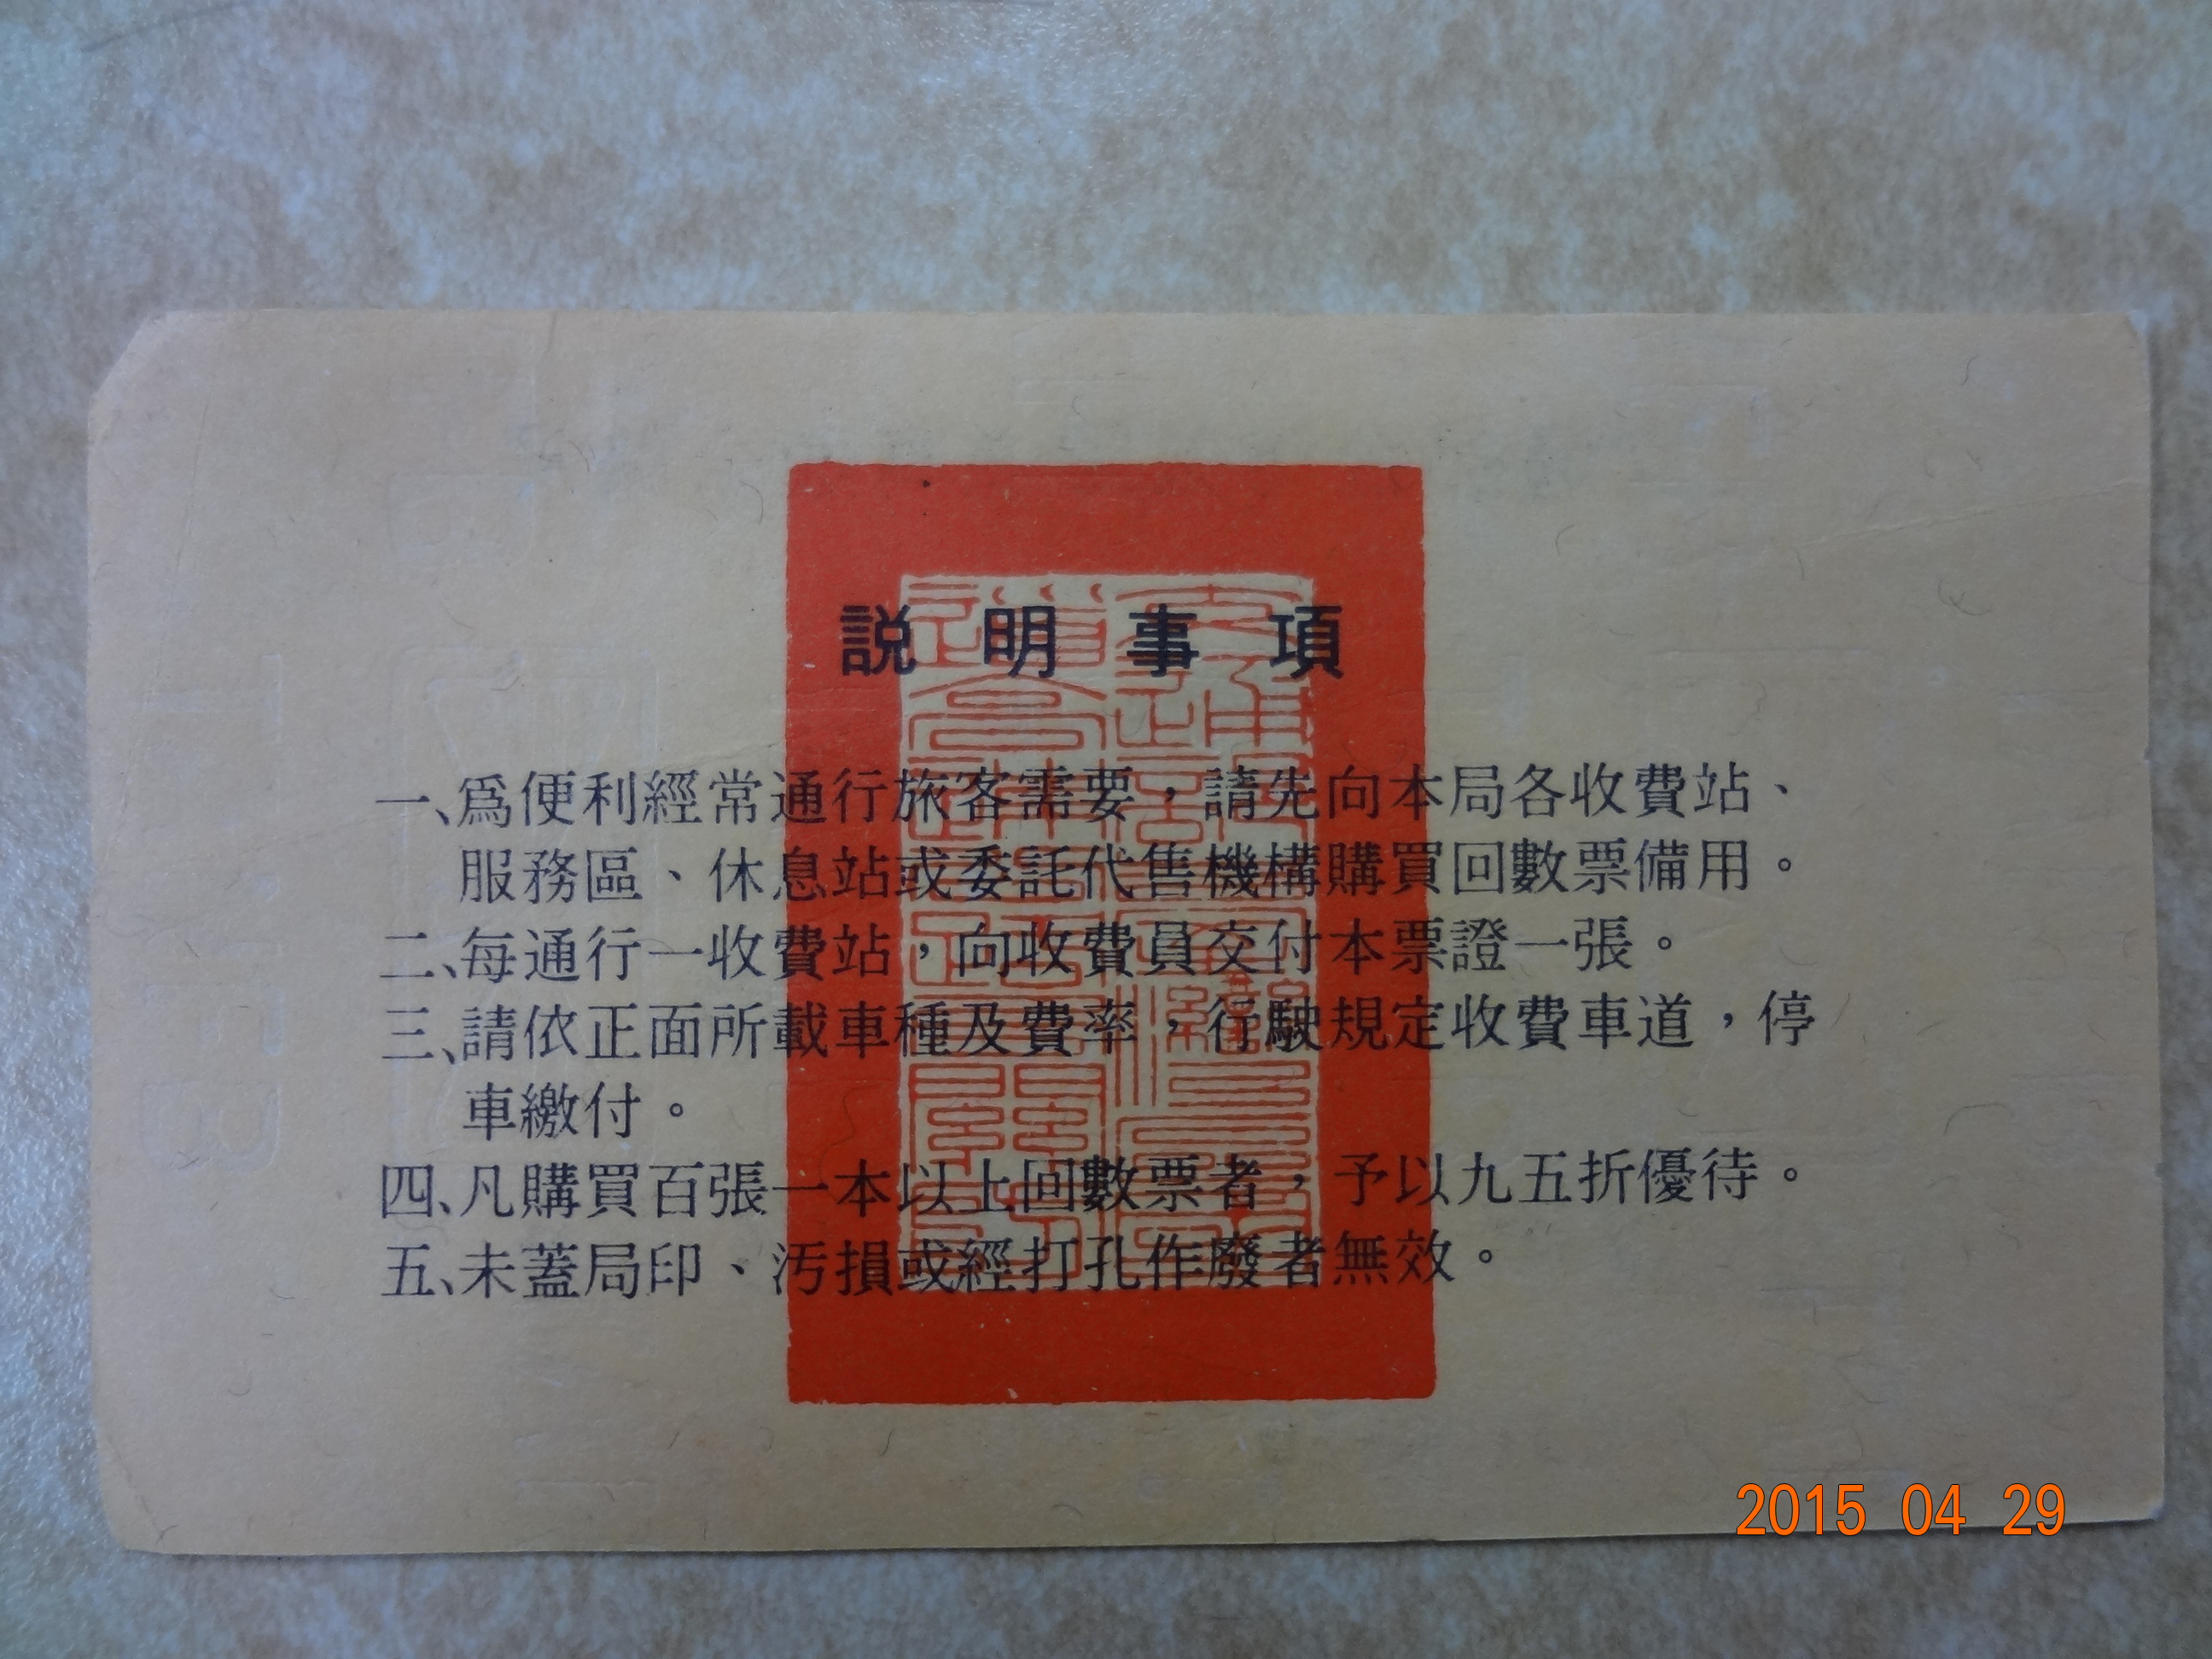 説明事項
一、爲便利經常通行旅客需要，請先向本局各收費站、
服務區、休息站或委託代售機構購買回數票備用。
二、每通行一收費站，向收費員交付本票證一張。
三、請依正面所載車種及費率，行駛規定收費車道，停
車繳付。
四、凡購買百張一本以上回數票者，予以九五折優待。
五、未蓋局印、汚損或經打孔作廢者無效。
2015 04 29